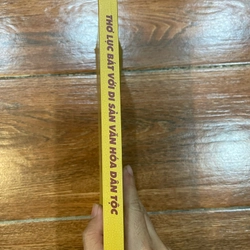 THƠ LỤC BÁT VỚI DI SẢN VĂN HÓA DÂN TỘC